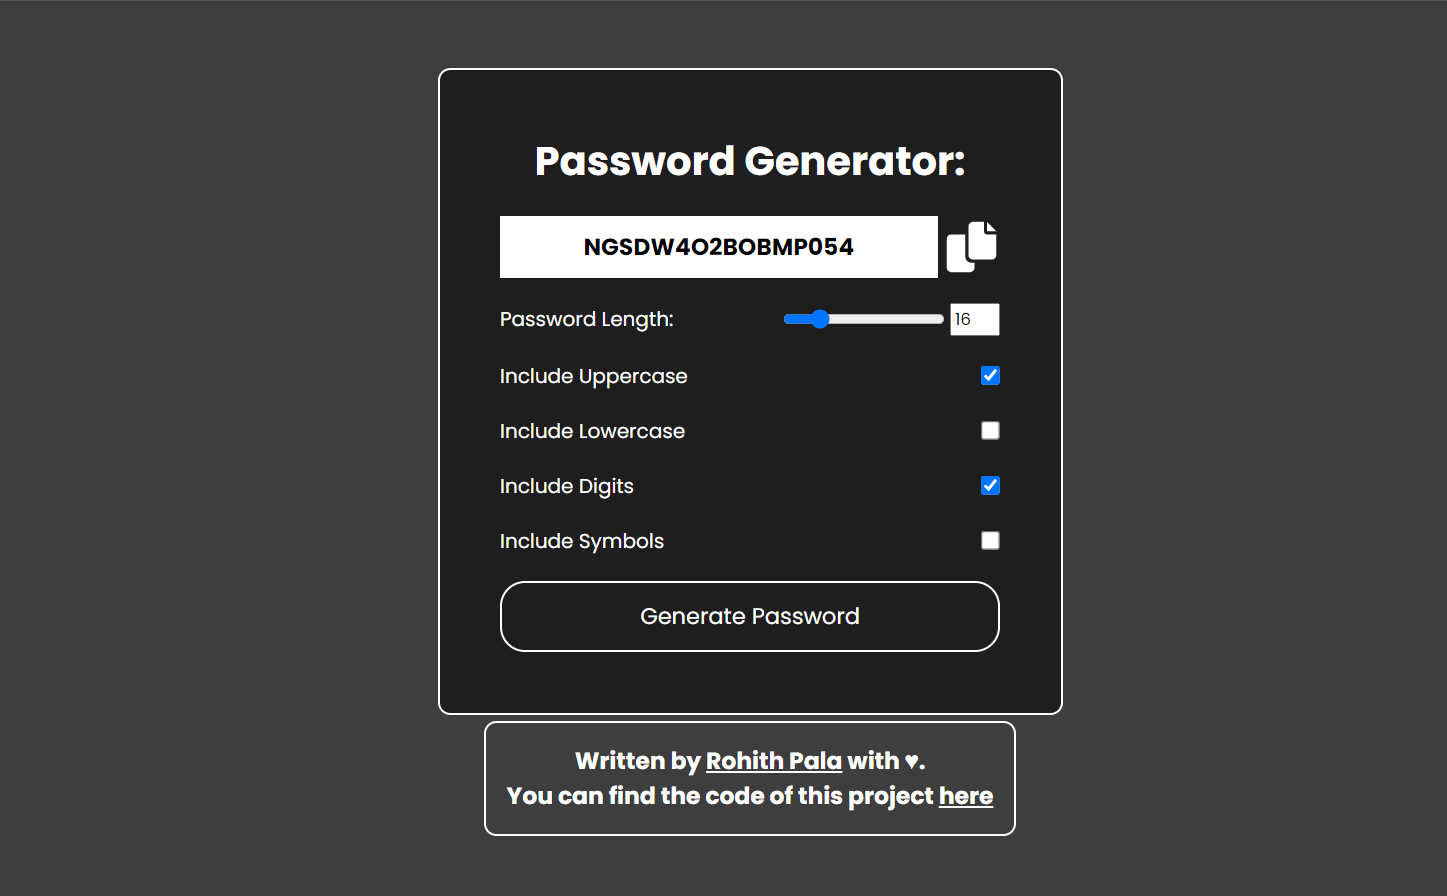 Password Generator:
NGSDW4O2BOBMP054
Password Length:
16
Include Uppercase
Include Lowercase
Include Digits
Include Symbols
Generate Password
Written by Rohith Pala with ♥.
You can find the code of this project here